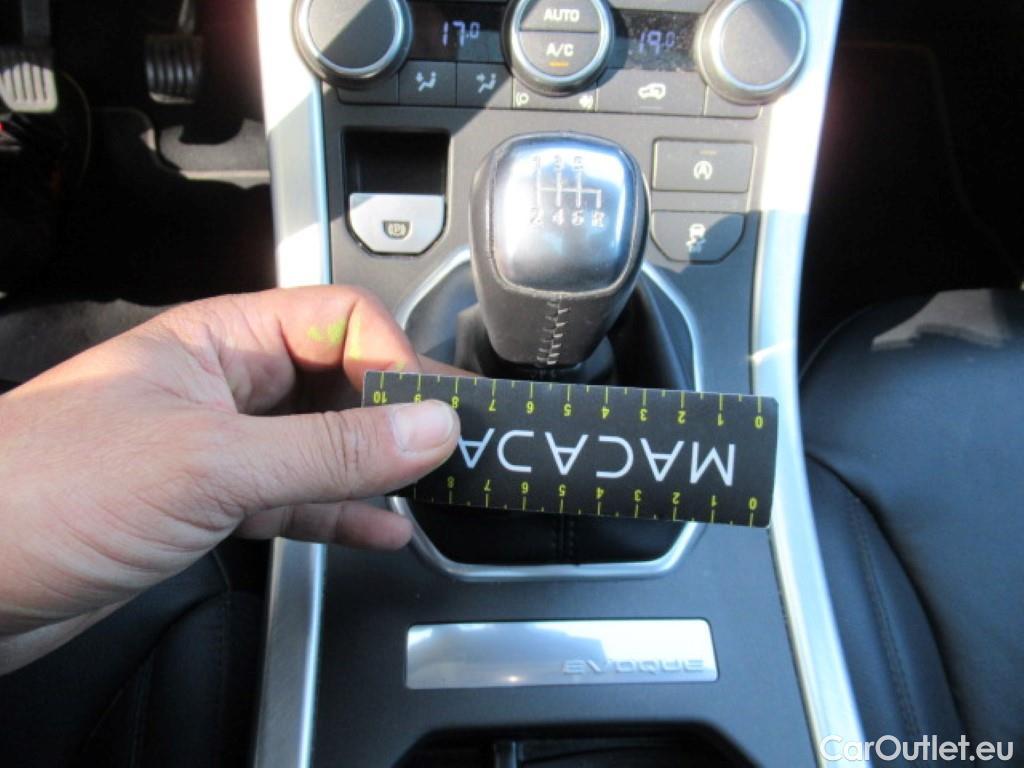 17.0 AUTO 19.0
A/C
1 3 5
2 4 6 R
10 9 8 7 6 5 4 3 2 1 0
MACADA
8 7 6 5 4 3 2 1 0
EVOQUE
CarOutlet.eu